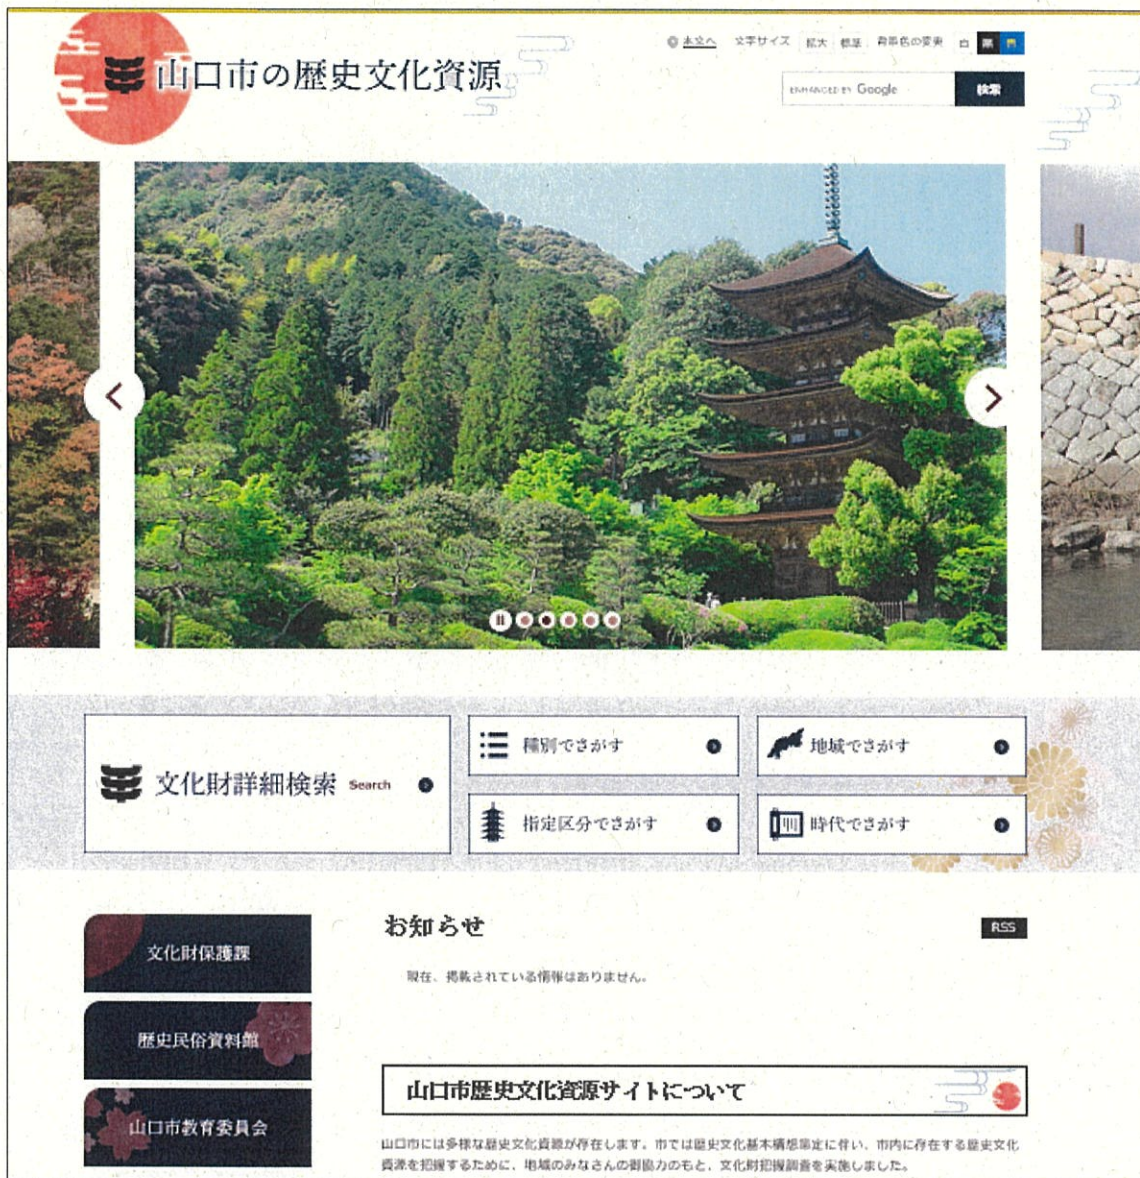 本文へ 文字サイズ 拡大 標準 背景色の変更 白 黒 青
山口市の歴史文化資源
ENHANCED BY Google 検索
文化財詳細検索 Search
種別でさがす
地域でさがす
指定区分でさがす
時代でさがす
文化財保護課
歴史民俗資料館
山口市教育委員会
お知らせ
RSS
現在、掲載されている情報はありません。
山口市歴史文化資源サイトについて
山口市には多様な歴史文化資源が存在します。市では歴史文化基本構想策定に伴い、市内に存在する歴史文化
資源を把握するために、地域のみなさんの御協力のもと、文化財把握調査を実施しました。